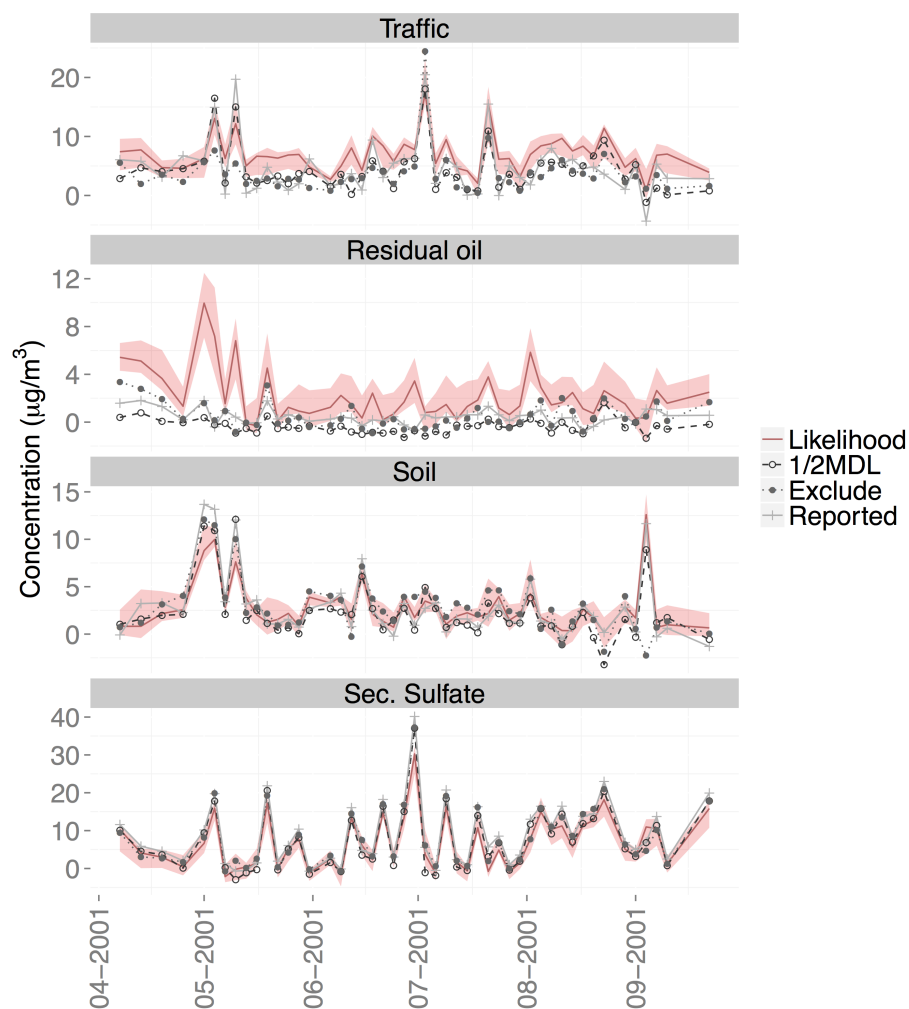 Traffic
20
10
0
Residual oil
12
8
4
0
Soil
15
10
5
0
Sec. Sulfate
40
30
20
10
0
Concentration (μg/m³)
04−2001
05−2001
06−2001
07−2001
08−2001
09−2001
Likelihood
1/2MDL
Exclude
Reported